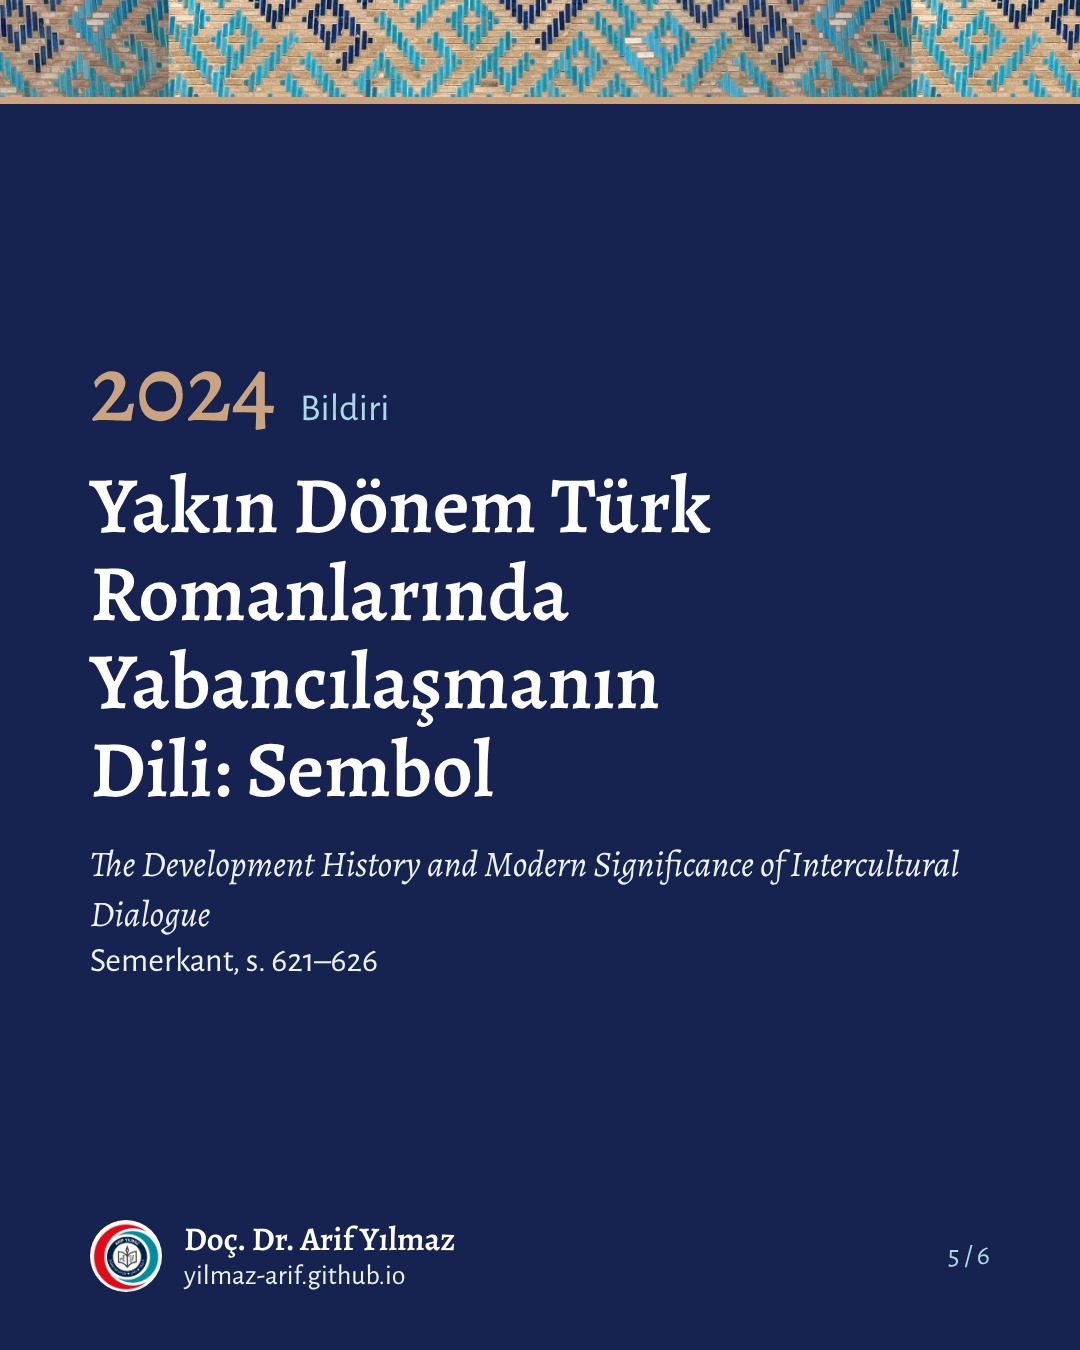 2024 Bildiri
Yakın Dönem Türk
Romanlarında
Yabancılaşmanın
Dili: Sembol
The Development History and Modern Significance of Intercultural
Dialogue
Semerkant, s. 621–626
Doç. Dr. Arif Yılmaz
yilmaz-arif.github.io
5 / 6